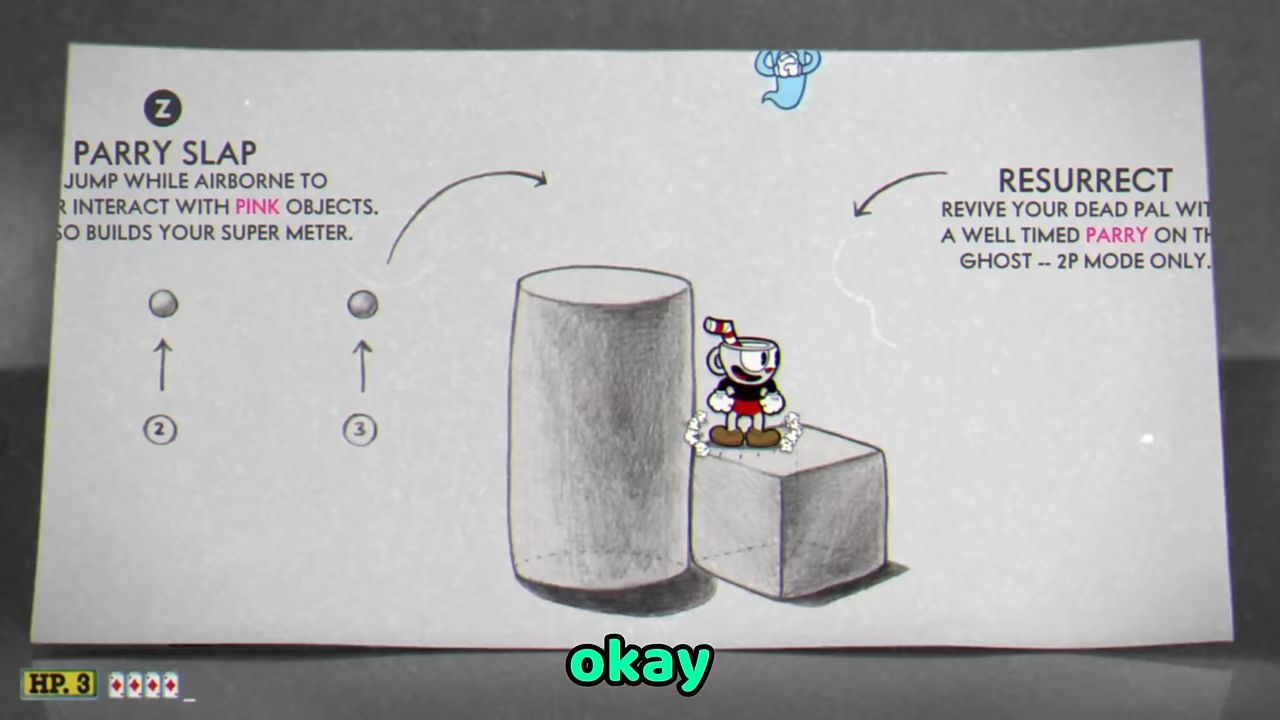 Z
PARRY SLAP
JUMP WHILE AIRBORNE TO
R INTERACT WITH PINK OBJECTS.
SO BUILDS YOUR SUPER METER.
2
3
RESURRECT
REVIVE YOUR DEAD PAL WIT
A WELL TIMED PARRY ON TH
GHOST -- 2P MODE ONLY.
okay
HP. 3